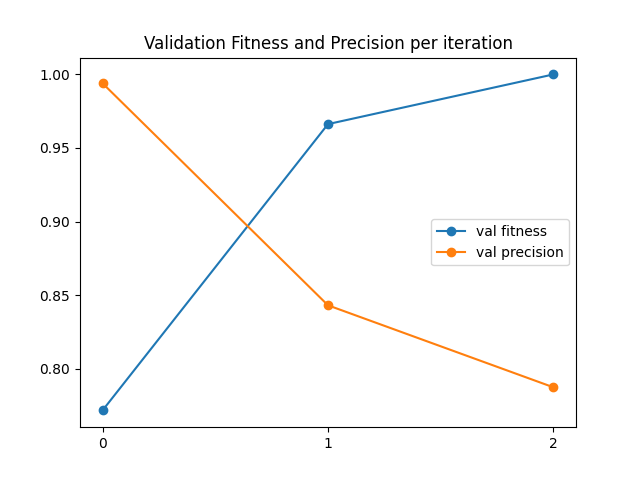 Validation Fitness and Precision per iteration
1.00
0.95
0.90
0.85
0.80
val fitness
val precision
0 1 2